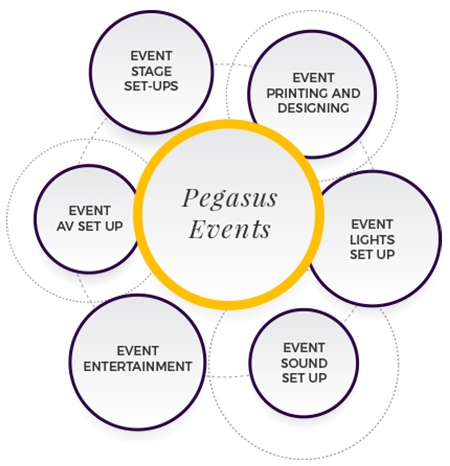 EVENT
STAGE
SET-UPS
EVENT
PRINTING AND
DESIGNING
Pegasus
Events
EVENT
AV SET UP
EVENT
LIGHTS
SET UP
EVENT
ENTERTAINMENT
EVENT
SOUND
SET UP